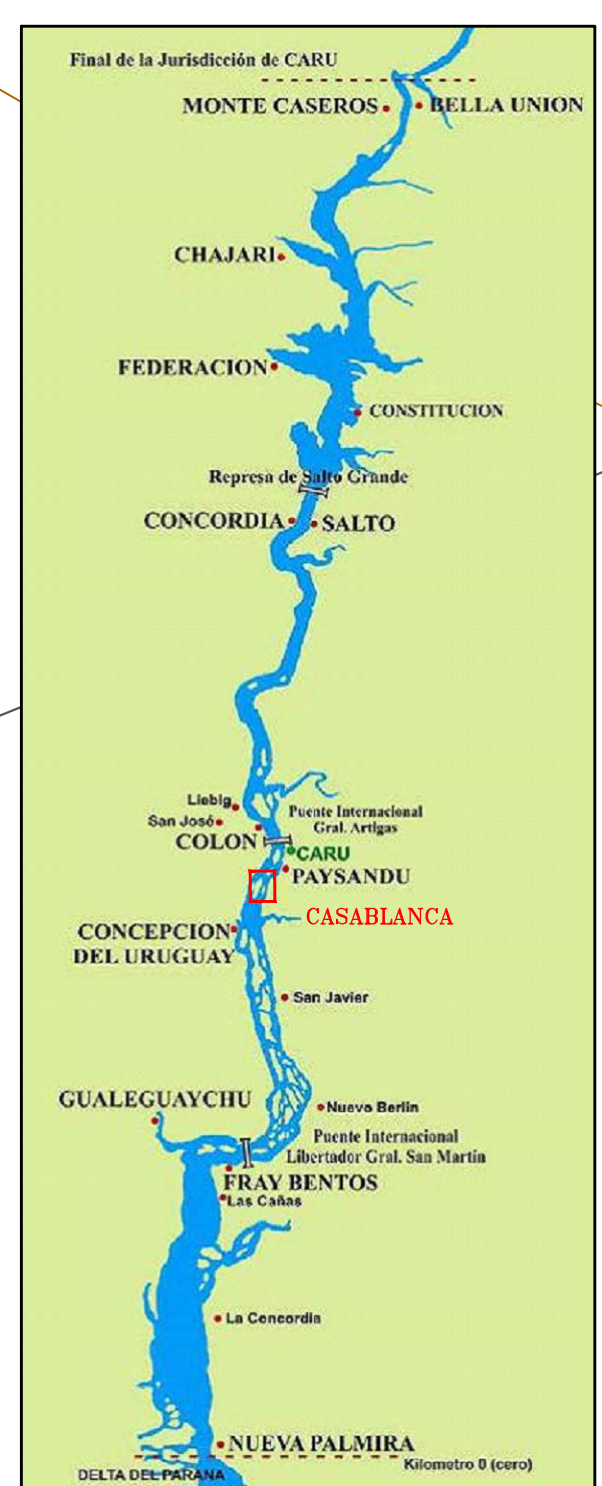 Final de la Jurisdicción de CARU
MONTE CASEROS
BELLA UNION
CHAJARI
FEDERACION
CONSTITUCION
Represa de Salto Grande
CONCORDIA
SALTO
Liebig
San José
Puente Internacional
Gral. Artigas
COLON
CARU
PAYSANDU
CASABLANCA
CONCEPCION
DEL URUGUAY
San Javier
GUALEGUAYCHU
Nuevo Berlin
Puente Internacional
Libertador Gral. San Martín
FRAY BENTOS
Las Cañas
La Concordia
NUEVA PALMIRA
Kilometro 0 (cero)
DELTA DEL PARANA